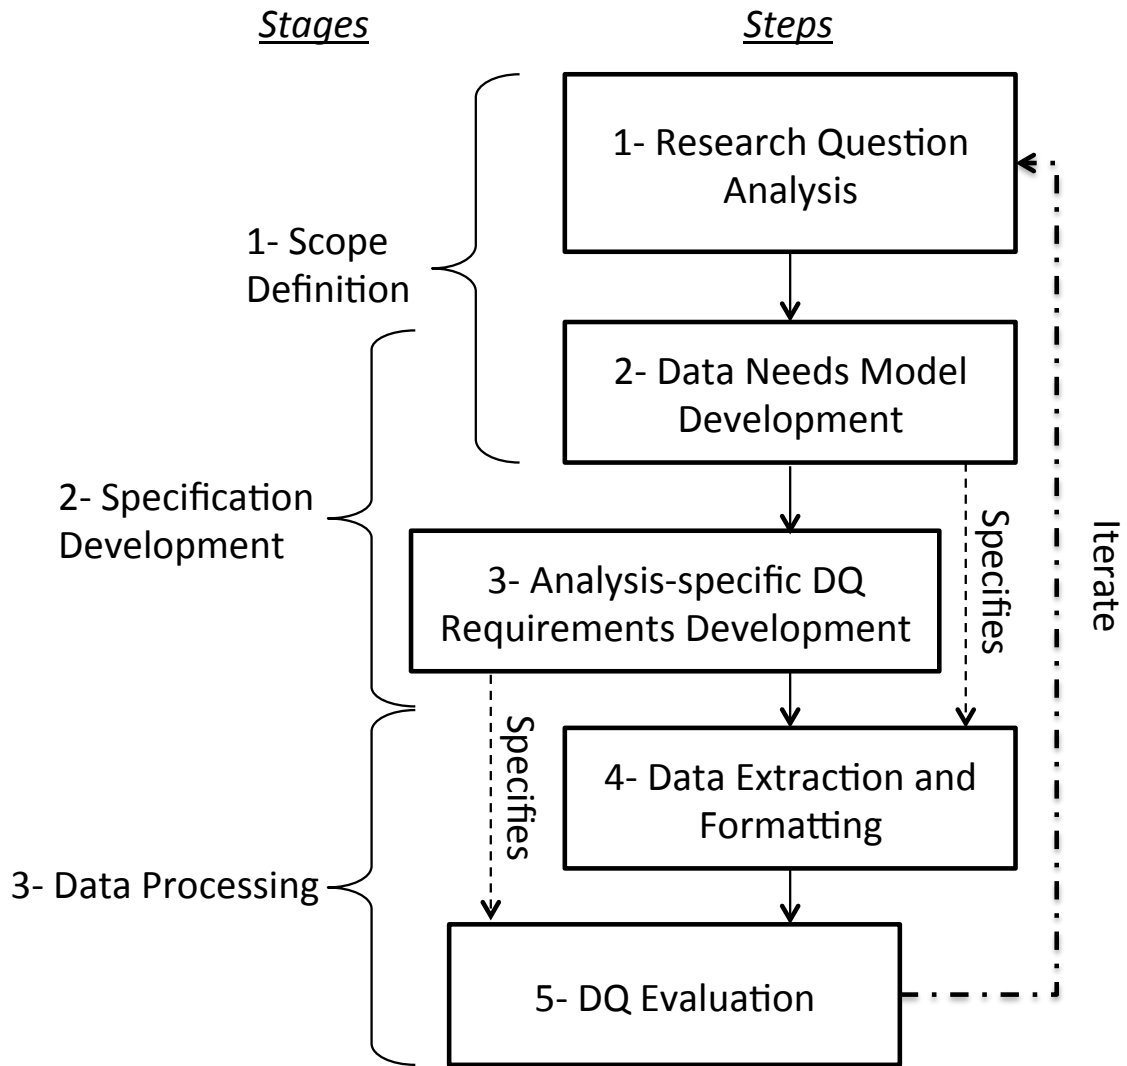 Stages
Steps
1- Research Question
Analysis
1- Scope
Definition
2- Data Needs Model
Development
2- Specification
Development
Specifies
Iterate
3- Analysis-specific DQ
Requirements Development
Specifies
4- Data Extraction and
Formatting
3- Data Processing
5- DQ Evaluation